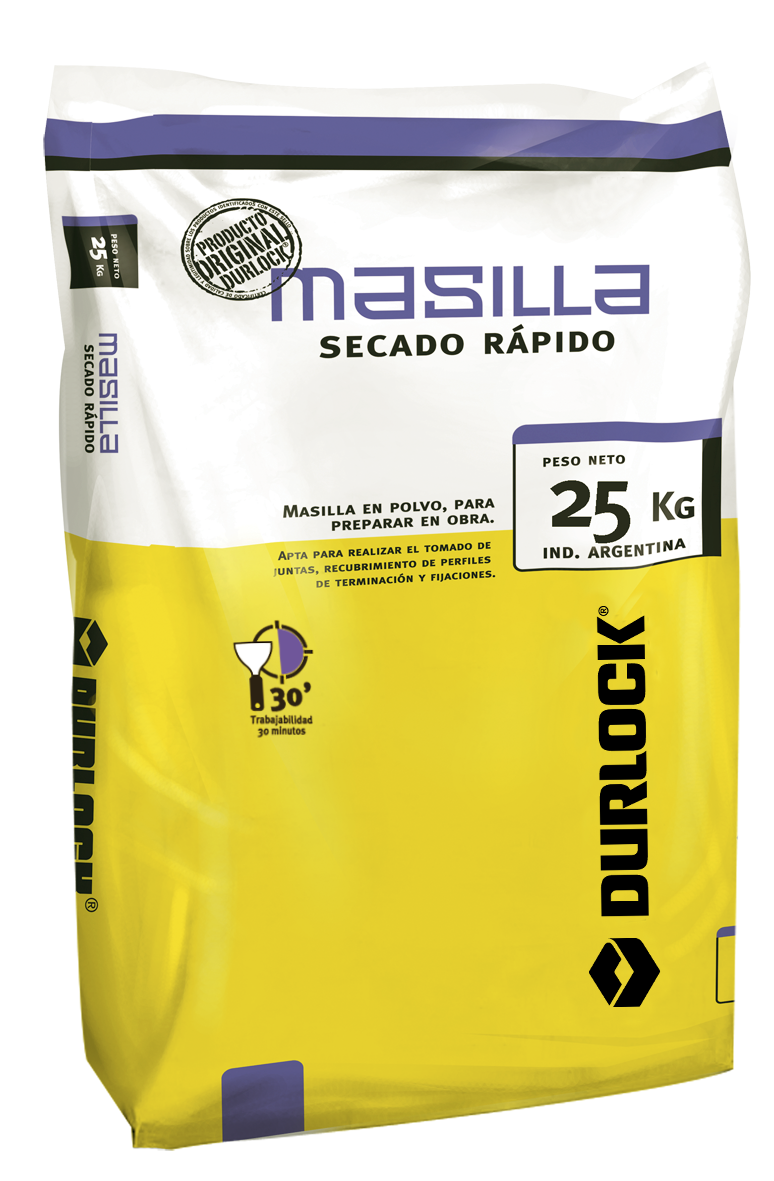 PRODUCTO
ORIGINAL
DURLOCK®
MASILLA
SECADO RÁPIDO
PESO NETO
25 KG
MASILLA
SECADO RÁPIDO
PESO NETO
25 KG
IND. ARGENTINA
MASILLA EN POLVO, PARA
PREPARAR EN OBRA.
APTA PARA REALIZAR EL TOMADO DE
JUNTAS, RECUBRIMIENTO DE PERFILES
DE TERMINACIÓN Y FIJACIONES.
30'
Trabajabilidad
30 minutos
DURLOCK®
DURLOCK®